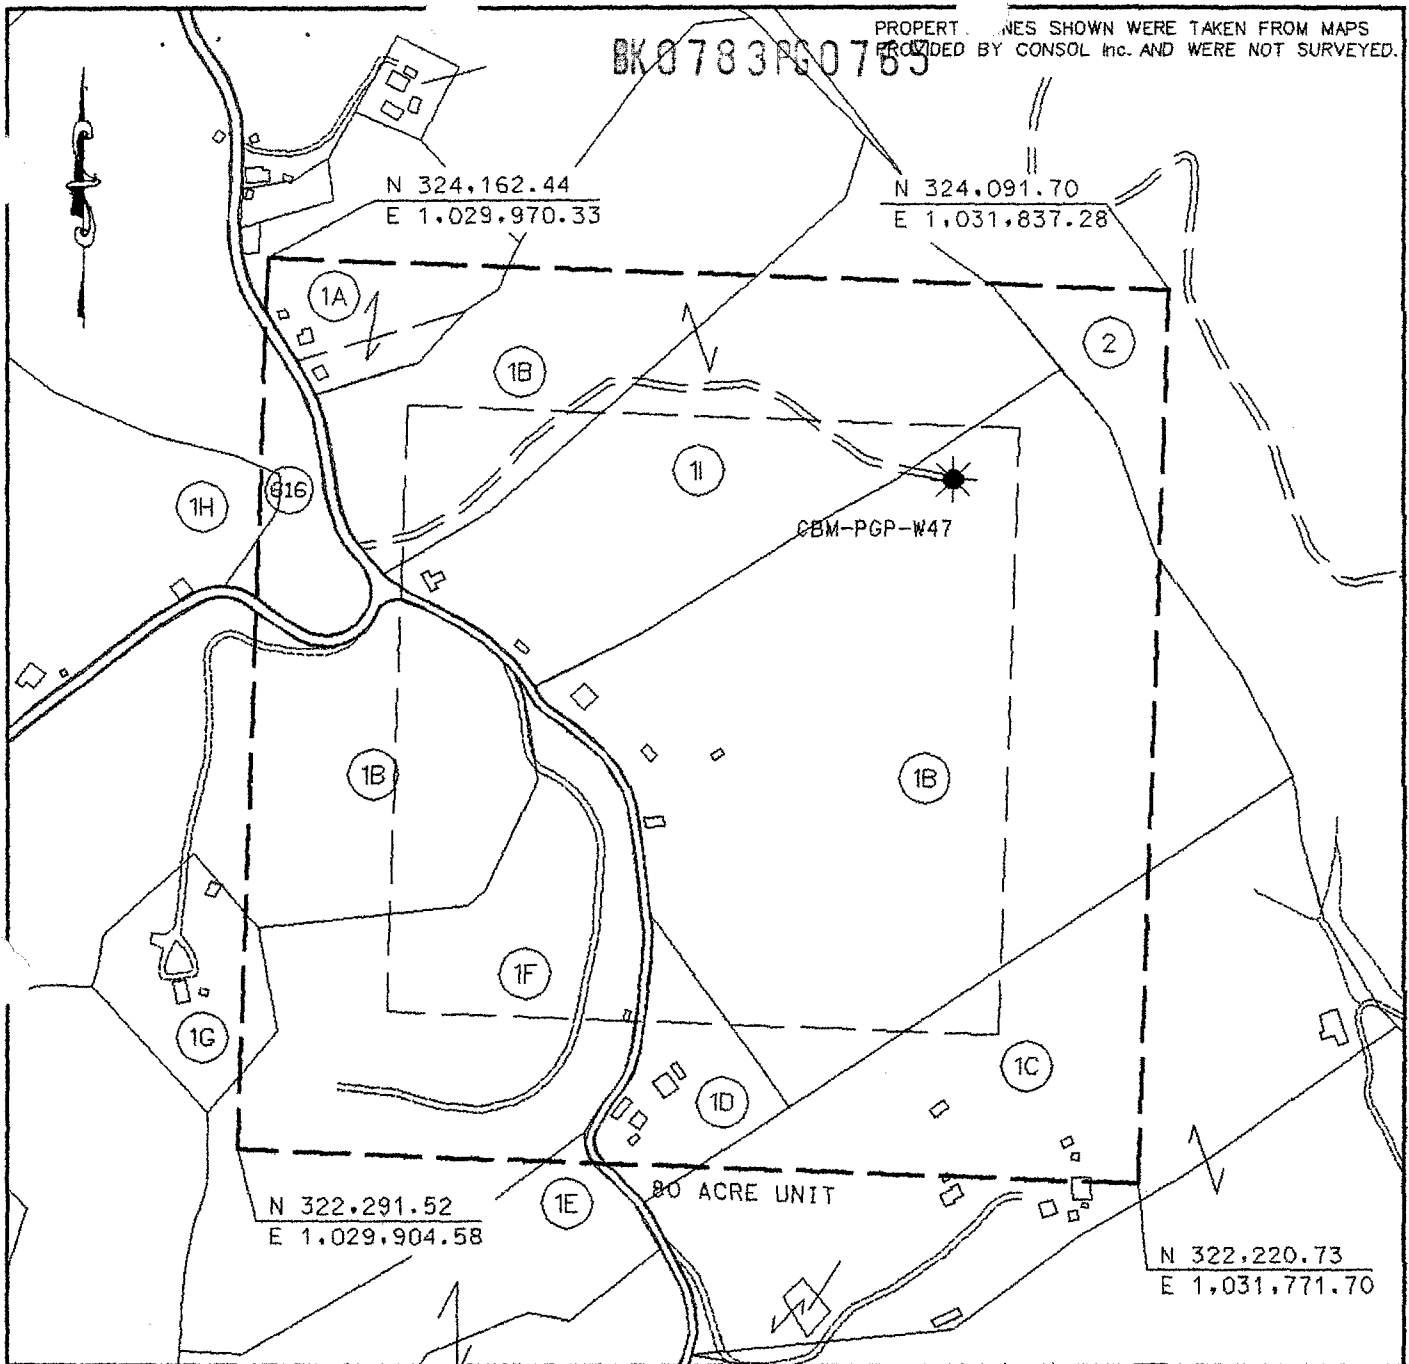 PROPERT NES SHOWN WERE TAKEN FROM MAPS
BK0783PG0765
PROVIDED BY CONSOL Inc. AND WERE NOT SURVEYED.
N 324,162.44
E 1,029,970.33
N 324,091.70
E 1,031,837.28
1A
2
1B
1I
1H
616
CBM-PGP-W47
1B
1B
1F
1G
1C
1D
80 ACRE UNIT
1E
N 322,291.52
E 1,029,904.58
N 322,220.73
E 1,031,771.70